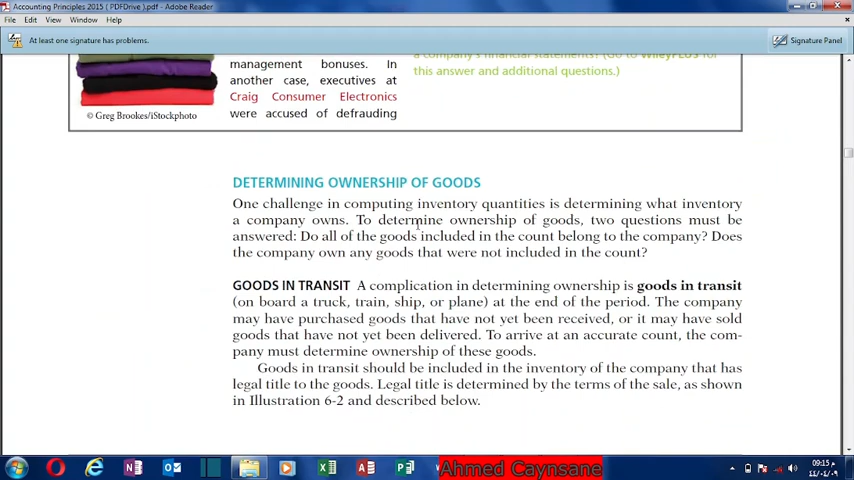 Accounting Principles 2015 ( PDFDrive ).pdf - Adobe Reader
File Edit View Window Help
At least one signature has problems.
Signature Panel
management bonuses. In
another case, executives at
Craig Consumer Electronics
were accused of defrauding
a company's financial statements? (Go to WileyPLUS for
this answer and additional questions.)
© Greg Brookes/iStockphoto
DETERMINING OWNERSHIP OF GOODS
One challenge in computing inventory quantities is determining what inventory
a company owns. To determine ownership of goods, two questions must be
answered: Do all of the goods included in the count belong to the company? Does
the company own any goods that were not included in the count?
GOODS IN TRANSIT A complication in determining ownership is goods in transit
(on board a truck, train, ship, or plane) at the end of the period. The company
may have purchased goods that have not yet been received, or it may have sold
goods that have not yet been delivered. To arrive at an accurate count, the com-
pany must determine ownership of these goods.
Goods in transit should be included in the inventory of the company that has
legal title to the goods. Legal title is determined by the terms of the sale, as shown
in Illustration 6-2 and described below.
Ahmed Caynsane
09:15 م